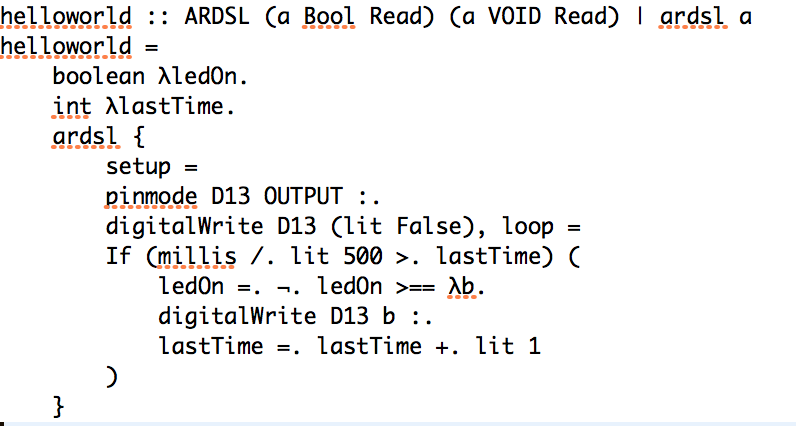 helloworld :: ARDSL (a Bool Read) (a VOID Read) | ardsl a
helloworld =
    boolean λledOn.
    int λlastTime.
    ardsl {
        setup =
        pinmode D13 OUTPUT :.
        digitalWrite D13 (lit False), loop =
        If (millis /. lit 500 >. lastTime) (
            ledOn =. ¬. ledOn >== λb.
            digitalWrite D13 b :.
            lastTime =. lastTime +. lit 1
        )
    }